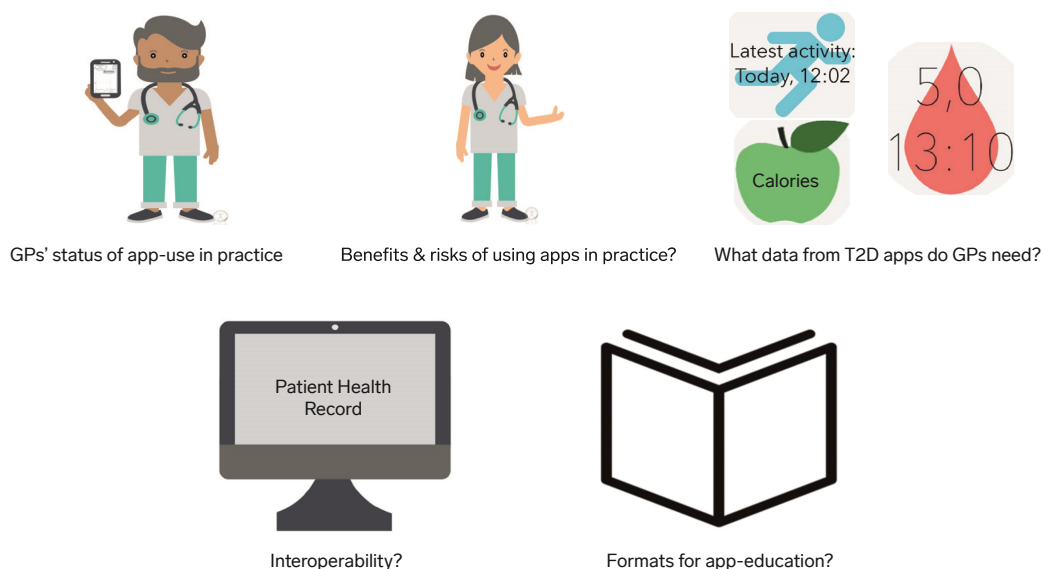 Latest activity:
Today, 12:02
5,0
13:10
Calories
GPs’ status of app-use in practice
Benefits & risks of using apps in practice?
What data from T2D apps do GPs need?
Patient Health
Record
Interoperability?
Formats for app-education?